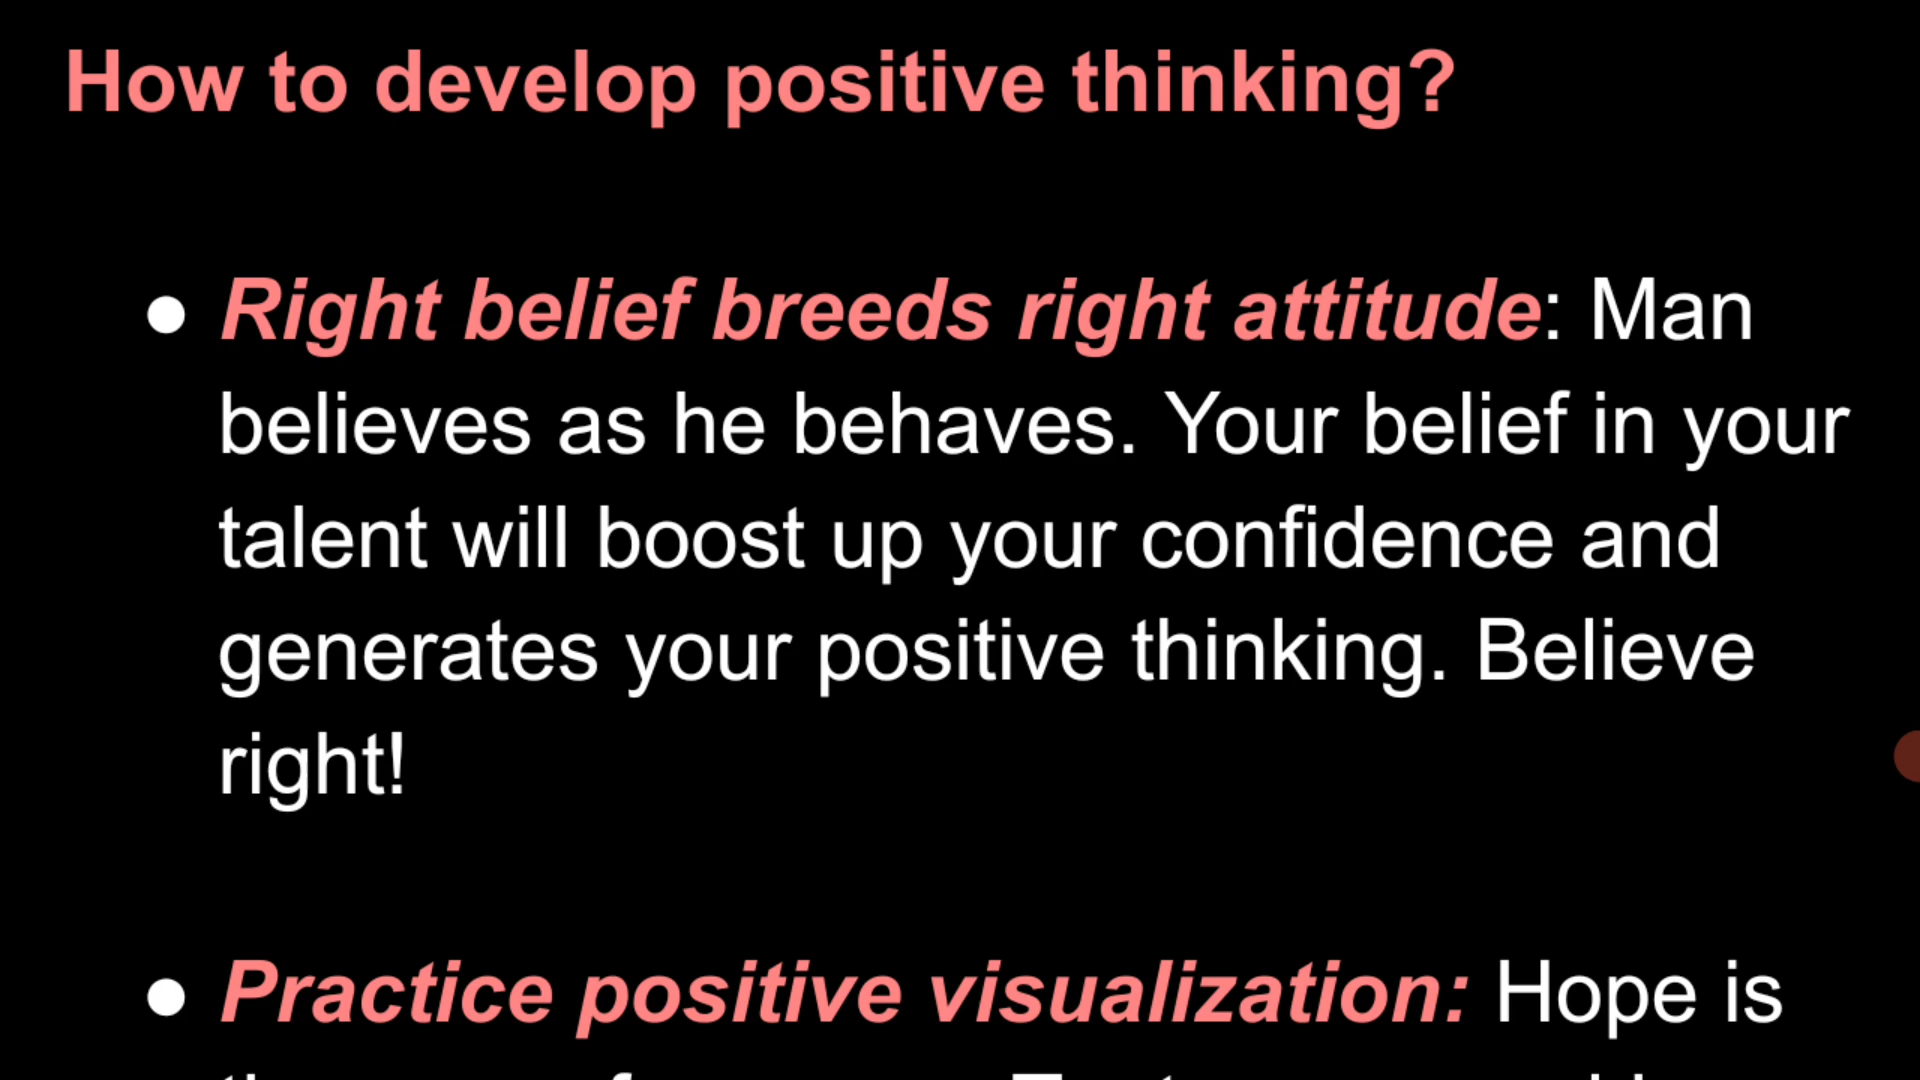 How to develop positive thinking?
● Right belief breeds right attitude: Man
believes as he behaves. Your belief in your
talent will boost up your confidence and
generates your positive thinking. Believe
right!
● Practice positive visualization: Hope is